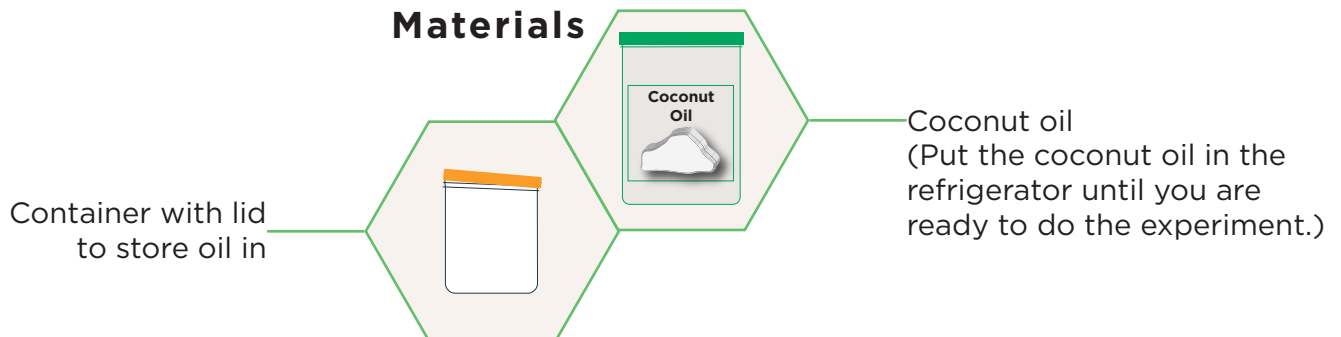 Materials
Coconut
Oil
Coconut oil
(Put the coconut oil in the
refrigerator until you are
ready to do the experiment.)
Container with lid
to store oil in